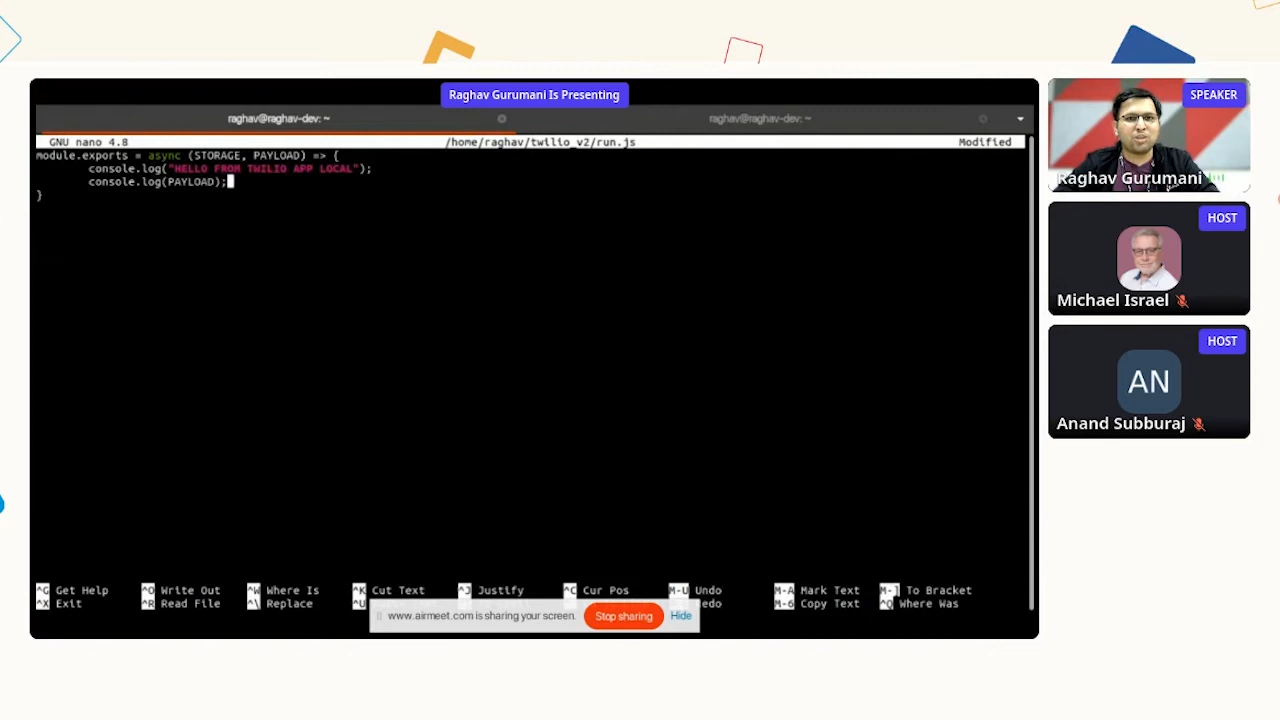 Raghav Gurumani Is Presenting
raghav@raghav-dev: ~
raghav@raghav-dev: ~
GNU nano 4.8 /home/raghav/twilio_v2/run.js Modified
module.exports = async (STORAGE, PAYLOAD) => {
console.log("HELLO FROM TWILIO APP LOCAL");
console.log(PAYLOAD);
}
^G Get Help ^O Write Out ^W Where Is ^K Cut Text ^J Justify ^C Cur Pos M-U Undo M-A Mark Text M-] To Bracket
^X Exit ^R Read File ^\ Replace ^U edo M-6 Copy Text ^Q Where Was
www.airmeet.com is sharing your screen. Stop sharing Hide
SPEAKER
Raghav Gurumani
HOST
Michael Israel
HOST
AN
Anand Subburaj